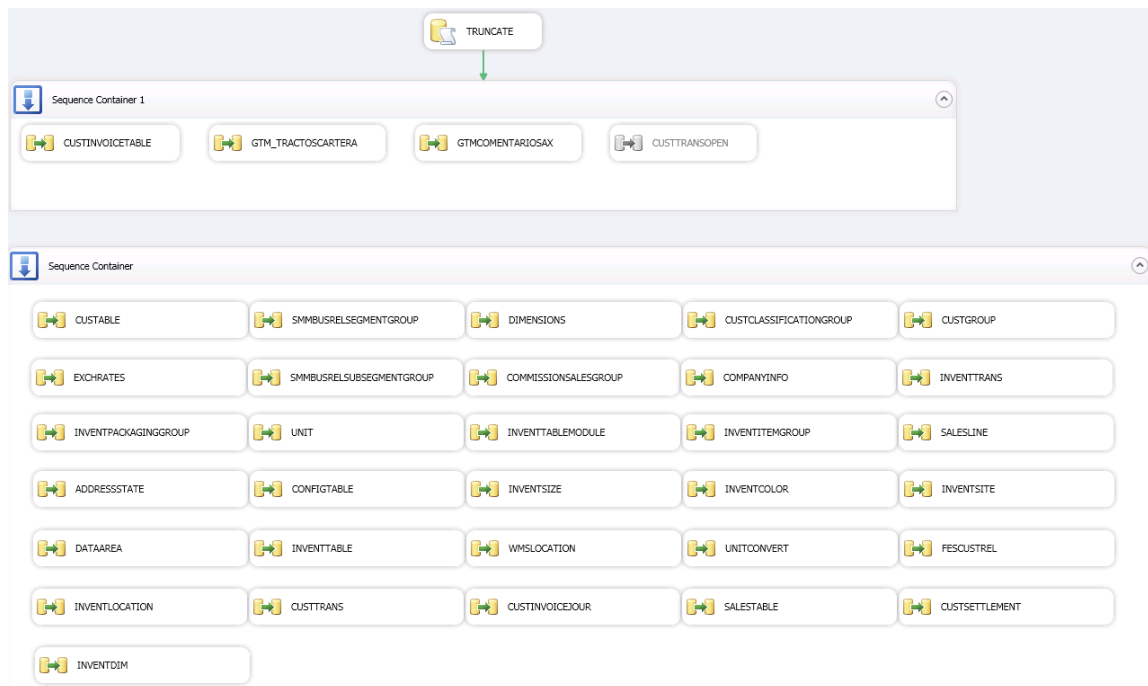 TRUNCATE
Sequence Container 1
CUSTINVOICETABLE GTM_TRACTOSCARTERA GTMCOMENTARIOSAX CUSTTRANSOPEN
Sequence Container
CUSTABLE SMMBUSRELSEGMENTGROUP DIMENSIONS CUSTCLASSIFICATIONGROUP CUSTGROUP
EXCHRATES SMMBUSRELSUBSEGMENTGROUP COMMISSIONSALESGROUP COMPANYINFO INVENTTRANS
INVENTPACKAGINGGROUP UNIT INVENTTABLEMODULE INVENTITEMGROUP SALESLINE
ADDRESSSTATE CONFIGTABLE INVENTSIZE INVENTCOLOR INVENTSITE
DATAAREA INVENTTABLE WMSLOCATION UNITCONVERT FESCUSTREL
INVENTLOCATION CUSTTRANS CUSTINVOICEJOUR SALESTABLE CUSTSETTLEMENT
INVENTDIM